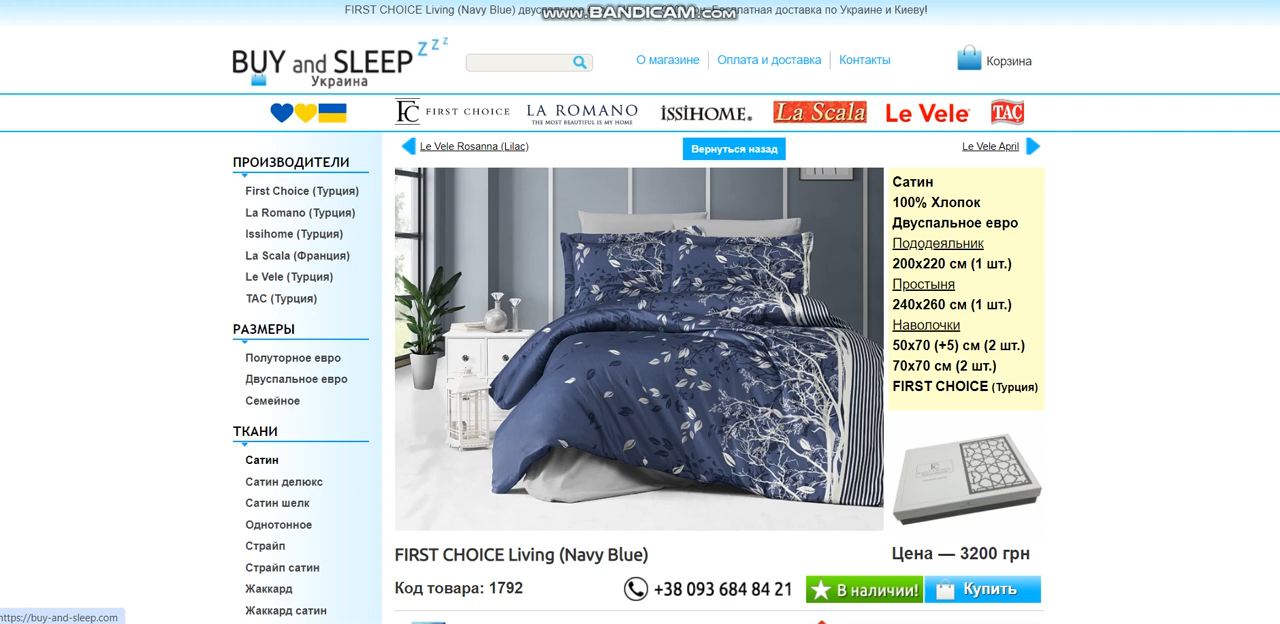 FIRST CHOICE Living (Navy Blue) двуспальное
Бесплатная доставка по Украине и Киеву!
www.BANDICAM.com
BUY and SLEEP z z z
Украина
О магазине
Оплата и доставка
Контакты
Корзина
FC FIRST CHOICE
LA ROMANO
THE MOST BEAUTIFUL IS MY HOME
iSSiHOME.
La Scala
Le Vele
TAC
Le Vele Rosanna (Lilac)
Вернуться назад
Le Vele April
ПРОИЗВОДИТЕЛИ
First Choice (Турция)
La Romano (Турция)
Issihome (Турция)
La Scala (Франция)
Le Vele (Турция)
TAC (Турция)
РАЗМЕРЫ
Полуторное евро
Двуспальное евро
Семейное
ТКАНИ
Сатин
Сатин делюкс
Сатин шелк
Однотонное
Страйп
Страйп сатин
Жаккард
Жаккард сатин
Сатин
100% Хлопок
Двуспальное евро
Пододеяльник
200x220 см (1 шт.)
Простыня
240x260 см (1 шт.)
Наволочки
50x70 (+5) см (2 шт.)
70x70 см (2 шт.)
FIRST CHOICE (Турция)
FIRST CHOICE Living (Navy Blue)
Цена — 3200 грн
Код товара: 1792
+38 093 684 84 21
В наличии!
Купить
https://buy-and-sleep.com